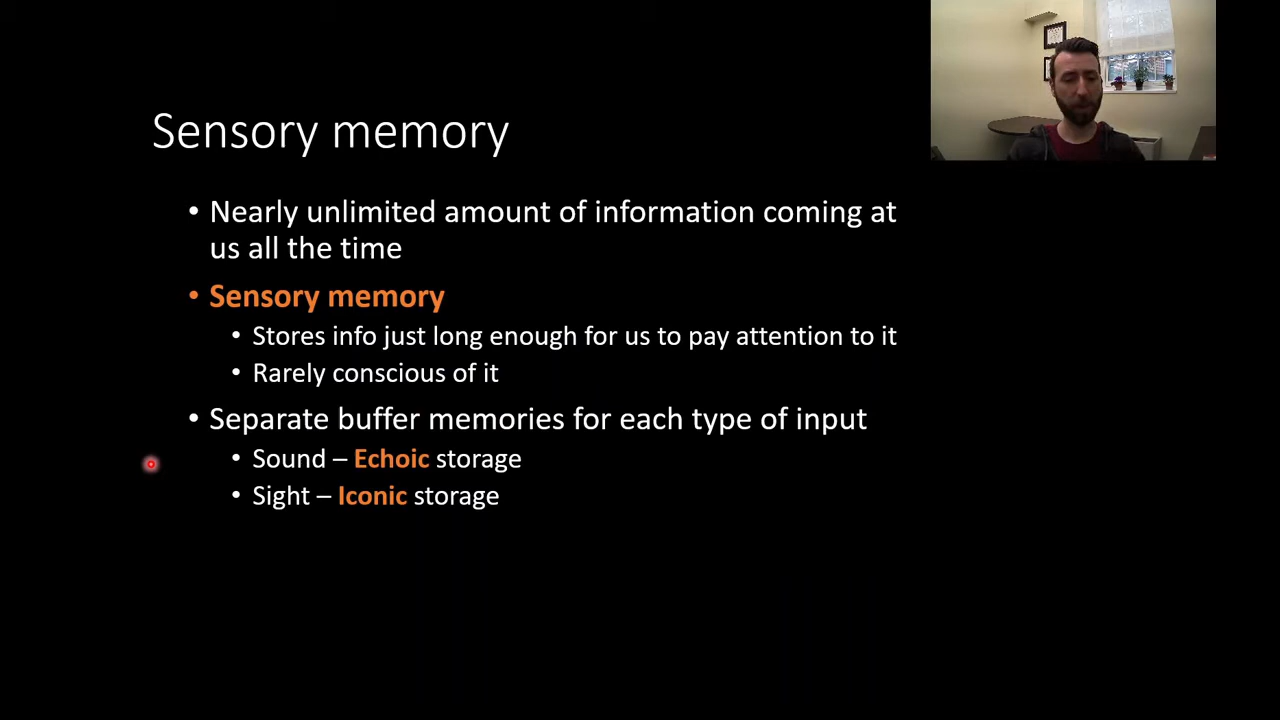 Sensory memory
• Nearly unlimited amount of information coming at
us all the time
• Sensory memory
• Stores info just long enough for us to pay attention to it
• Rarely conscious of it
• Separate buffer memories for each type of input
• Sound – Echoic storage
• Sight – Iconic storage